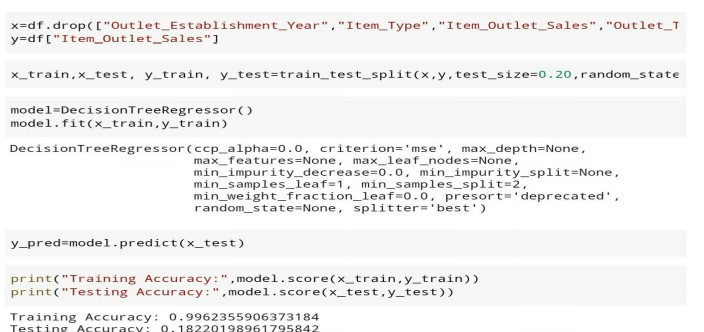 x=df.drop(["Outlet_Establishment_Year","Item_Type","Item_Outlet_Sales","Outlet_T
y=df["Item_Outlet_Sales"]
x_train,x_test, y_train, y_test=train_test_split(x,y,test_size=0.20,random_state
model=DecisionTreeRegressor()
model.fit(x_train,y_train)
DecisionTreeRegressor(ccp_alpha=0.0, criterion='mse', max_depth=None,
max_features=None, max_leaf_nodes=None,
min_impurity_decrease=0.0, min_impurity_split=None,
min_samples_leaf=1, min_samples_split=2,
min_weight_fraction_leaf=0.0, presort='deprecated',
random_state=None, splitter='best')
y_pred=model.predict(x_test)
print("Training Accuracy:",model.score(x_train,y_train))
print("Testing Accuracy:",model.score(x_test,y_test))
Training Accuracy: 0.9962355906373184
Testing Accuracy: 0.18220198961795842